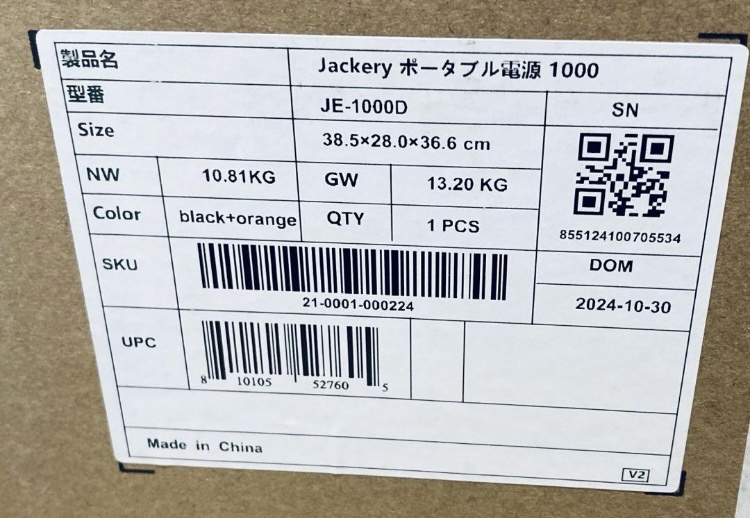 製品名 Jackery ポータブル電源 1000
型番 JE-1000D SN
Size 38.5×28.0×36.6 cm
NW 10.81KG GW 13.20 KG
855124100705534
Color black+orange QTY 1 PCS
SKU DOM
21-0001-000224 2024-10-30
UPC
8 10105 52760 5
Made in China
V2